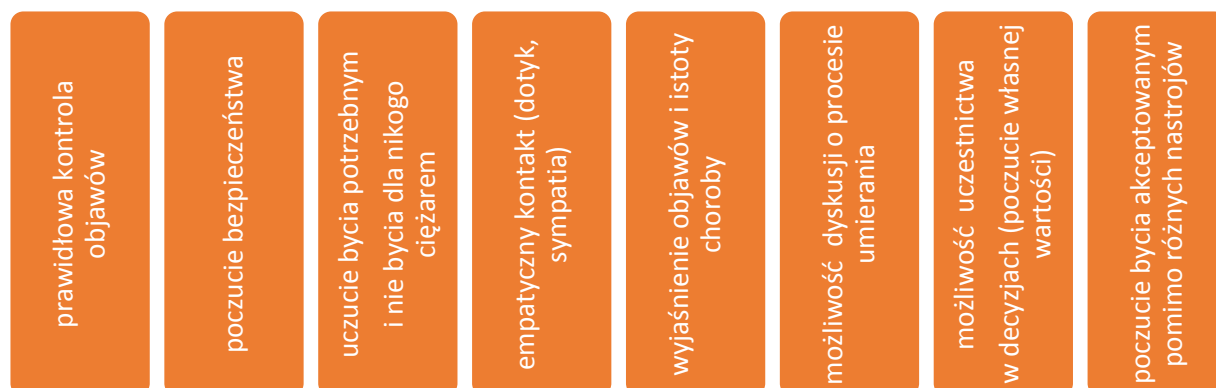 prawidłowa kontrola
objawów
poczucie bezpieczeństwa
uczucie bycia potrzebnym
i nie bycia dla nikogo
ciężarem
empatyczny kontakt (dotyk,
sympatia)
wyjaśnienie objawów i istoty
choroby
możliwość dyskusji o procesie
umierania
możliwość uczestnictwa
w decyzjach (poczucie własnej
wartości)
poczucie bycia akceptowanym
pomimo różnych nastrojów